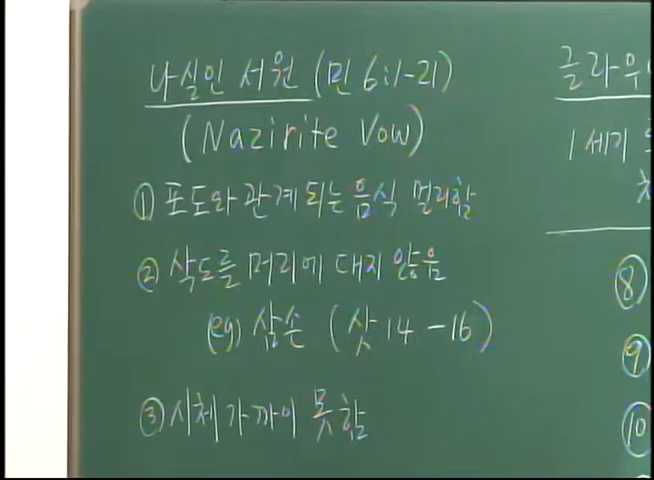 나실인 서원 (민 6:1-21)
(Nazirite Vow)
① 포도와 관계 되는 음식 멀리함
② 삭도를 머리에 대지 않음
(eg) 삼손 (삿 14-16)
③ 시체 가까이 못함
글라우
1세기
⑧
⑨
⑩